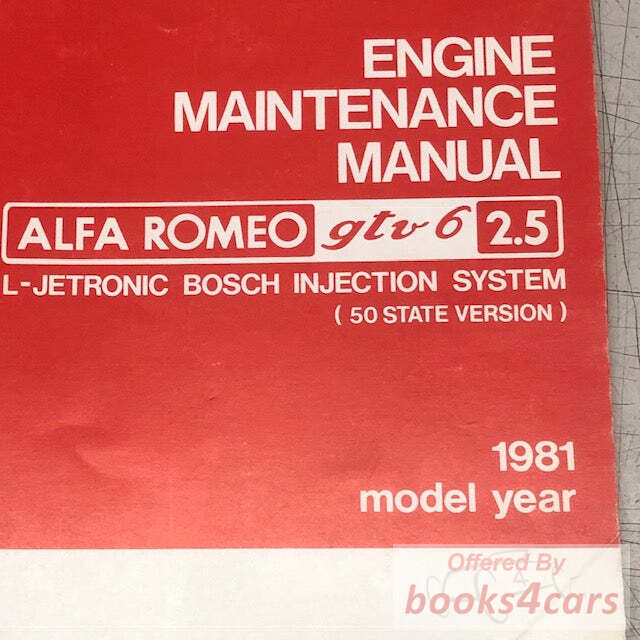 ENGINE
MAINTENANCE
MANUAL
ALFA ROMEO gtv 6 2.5
L-JETRONIC BOSCH INJECTION SYSTEM
( 50 STATE VERSION )
1981
model year
Offered By
books4cars